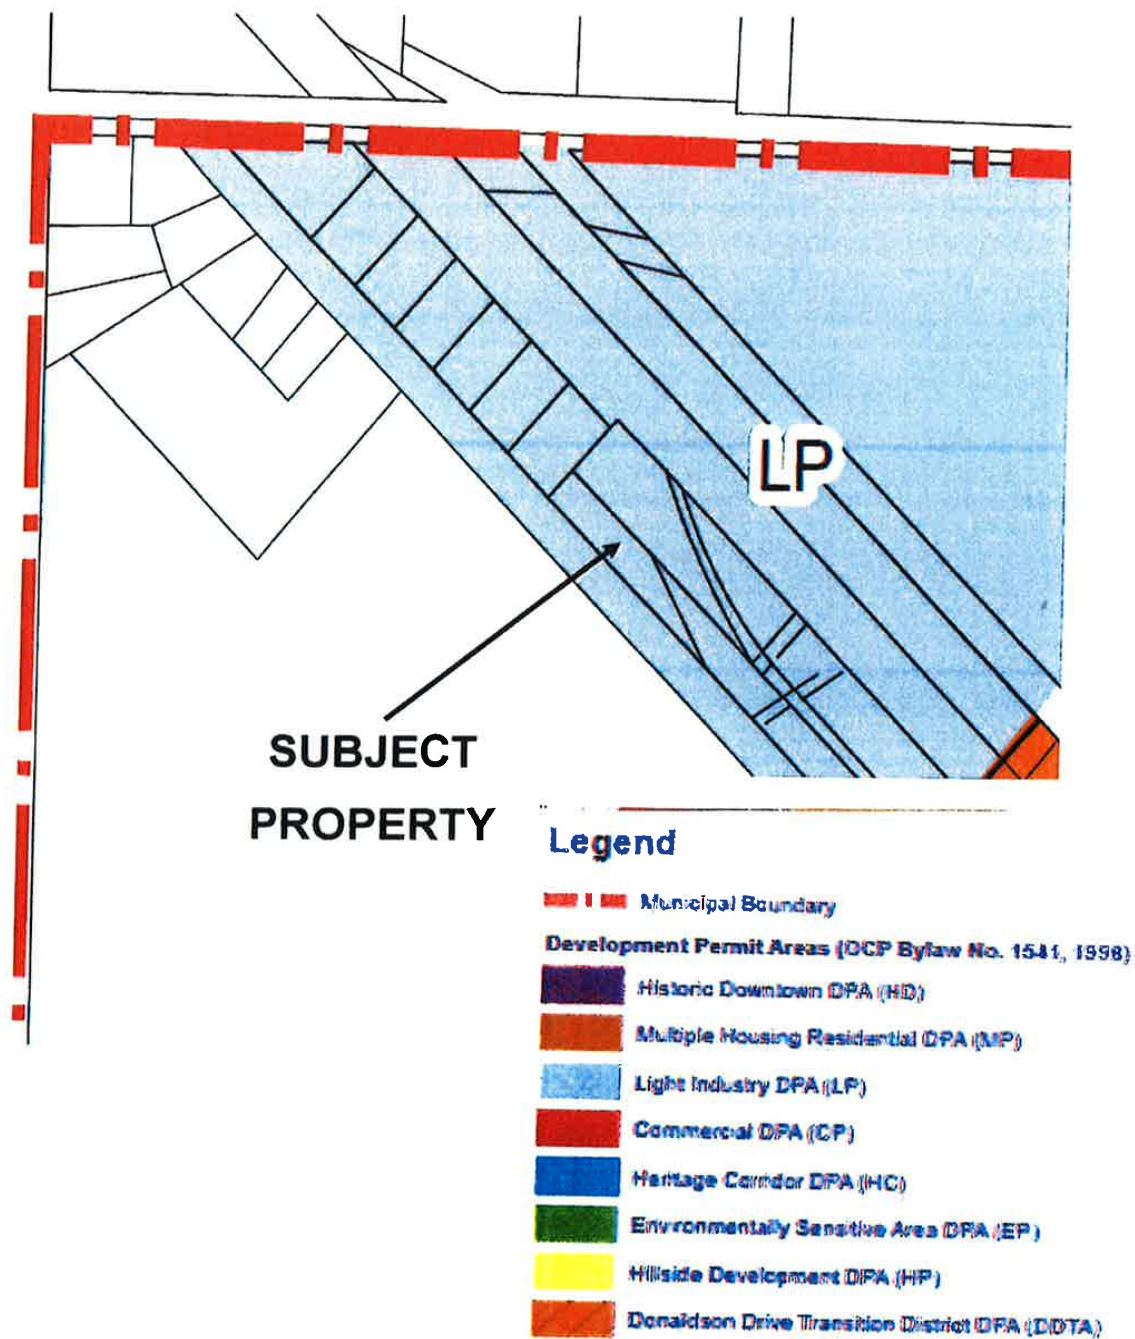 LP
SUBJECT
PROPERTY
Legend
Municipal Boundary
Development Permit Areas (OCP Bylaw No. 1541, 1998)
Historic Downtown DPA (HD)
Multiple Housing Residential DPA (MP)
Light Industry DPA (LP)
Commercial DPA (CP)
Heritage Corridor DPA (HC)
Environmentally Sensitive Area DPA (EP)
Hillside Development DPA (HP)
Donaldson Drive Transition District DPA (DDTA)